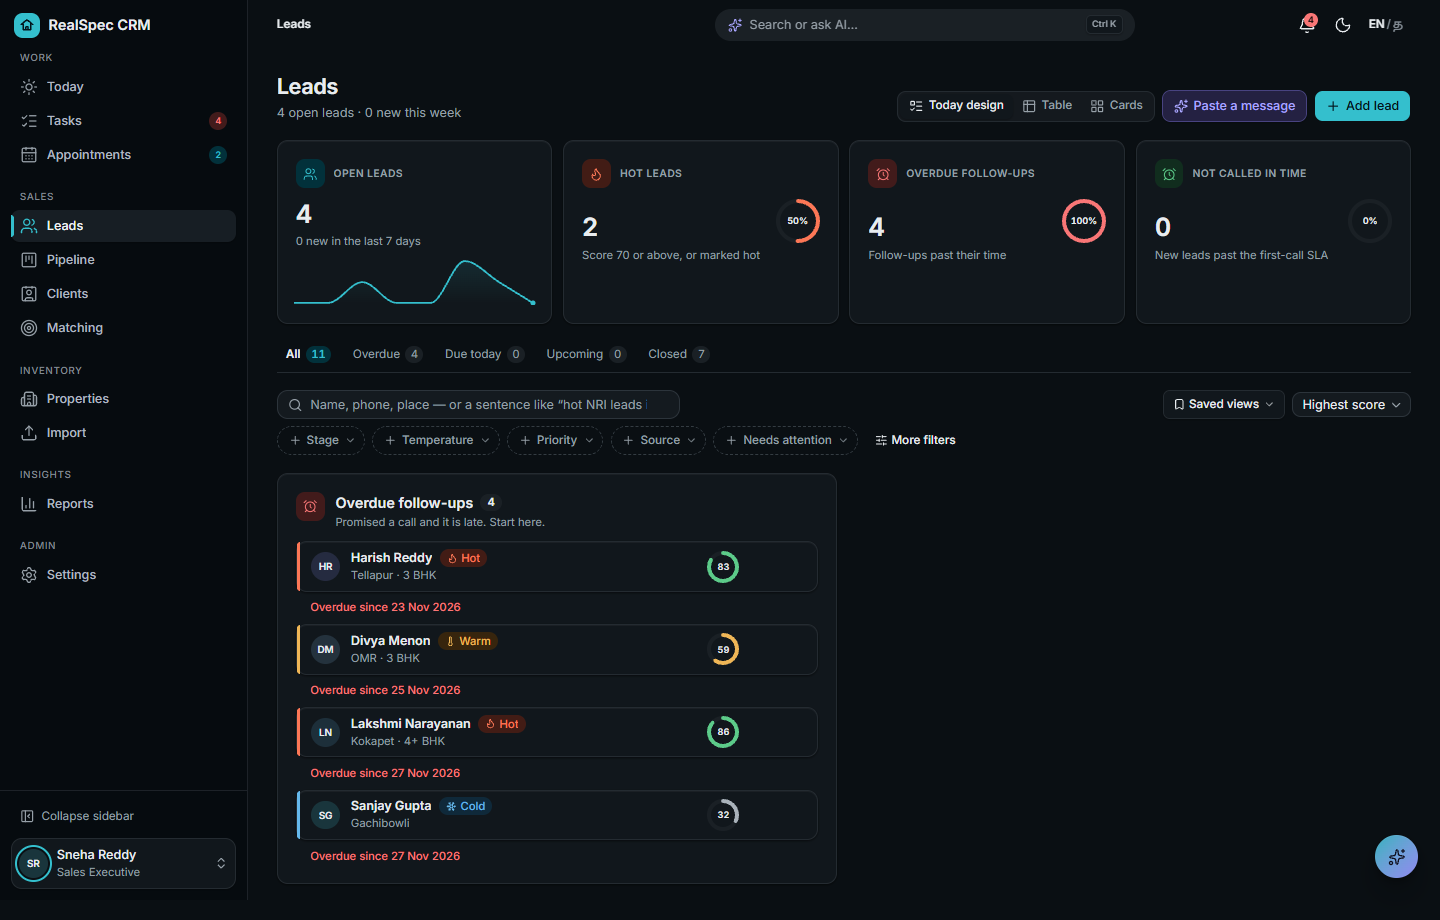 RealSpec CRM
WORK
Today
Tasks
4
Appointments
2
SALES
Leads
Pipeline
Clients
Matching
INVENTORY
Properties
Import
INSIGHTS
Reports
ADMIN
Settings
Collapse sidebar
SR
Sneha Reddy
Sales Executive
Leads
Search or ask AI...
Ctrl K
4
EN / த
Leads
4 open leads · 0 new this week
Today design
Table
Cards
Paste a message
Add lead
OPEN LEADS
4
0 new in the last 7 days
HOT LEADS
2
50%
Score 70 or above, or marked hot
OVERDUE FOLLOW-UPS
4
100%
Follow-ups past their time
NOT CALLED IN TIME
0
0%
New leads past the first-call SLA
All 11
Overdue 4
Due today 0
Upcoming 0
Closed 7
Name, phone, place — or a sentence like “hot NRI leads
Saved views
Highest score
Stage
Temperature
Priority
Source
Needs attention
More filters
Overdue follow-ups 4
Promised a call and it is late. Start here.
HR
Harish Reddy
Hot
Tellapur · 3 BHK
83
Overdue since 23 Nov 2026
DM
Divya Menon
Warm
OMR · 3 BHK
59
Overdue since 25 Nov 2026
LN
Lakshmi Narayanan
Hot
Kokapet · 4+ BHK
86
Overdue since 27 Nov 2026
SG
Sanjay Gupta
Cold
Gachibowli
32
Overdue since 27 Nov 2026